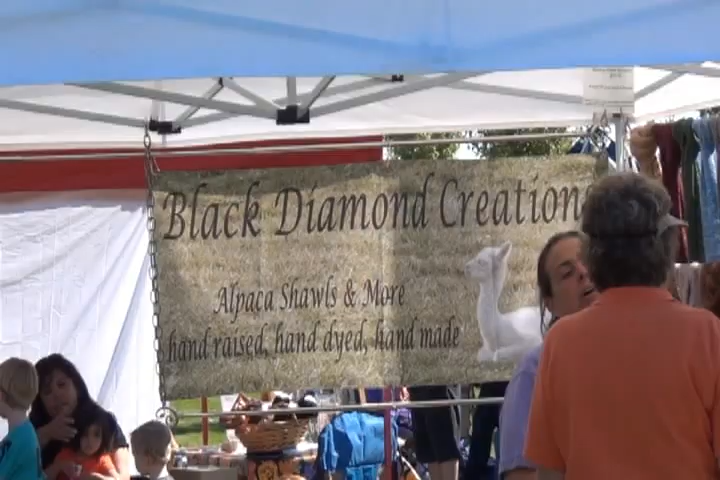 Black Diamond Creations
Alpaca Shawls & More
hand raised, hand dyed, hand made